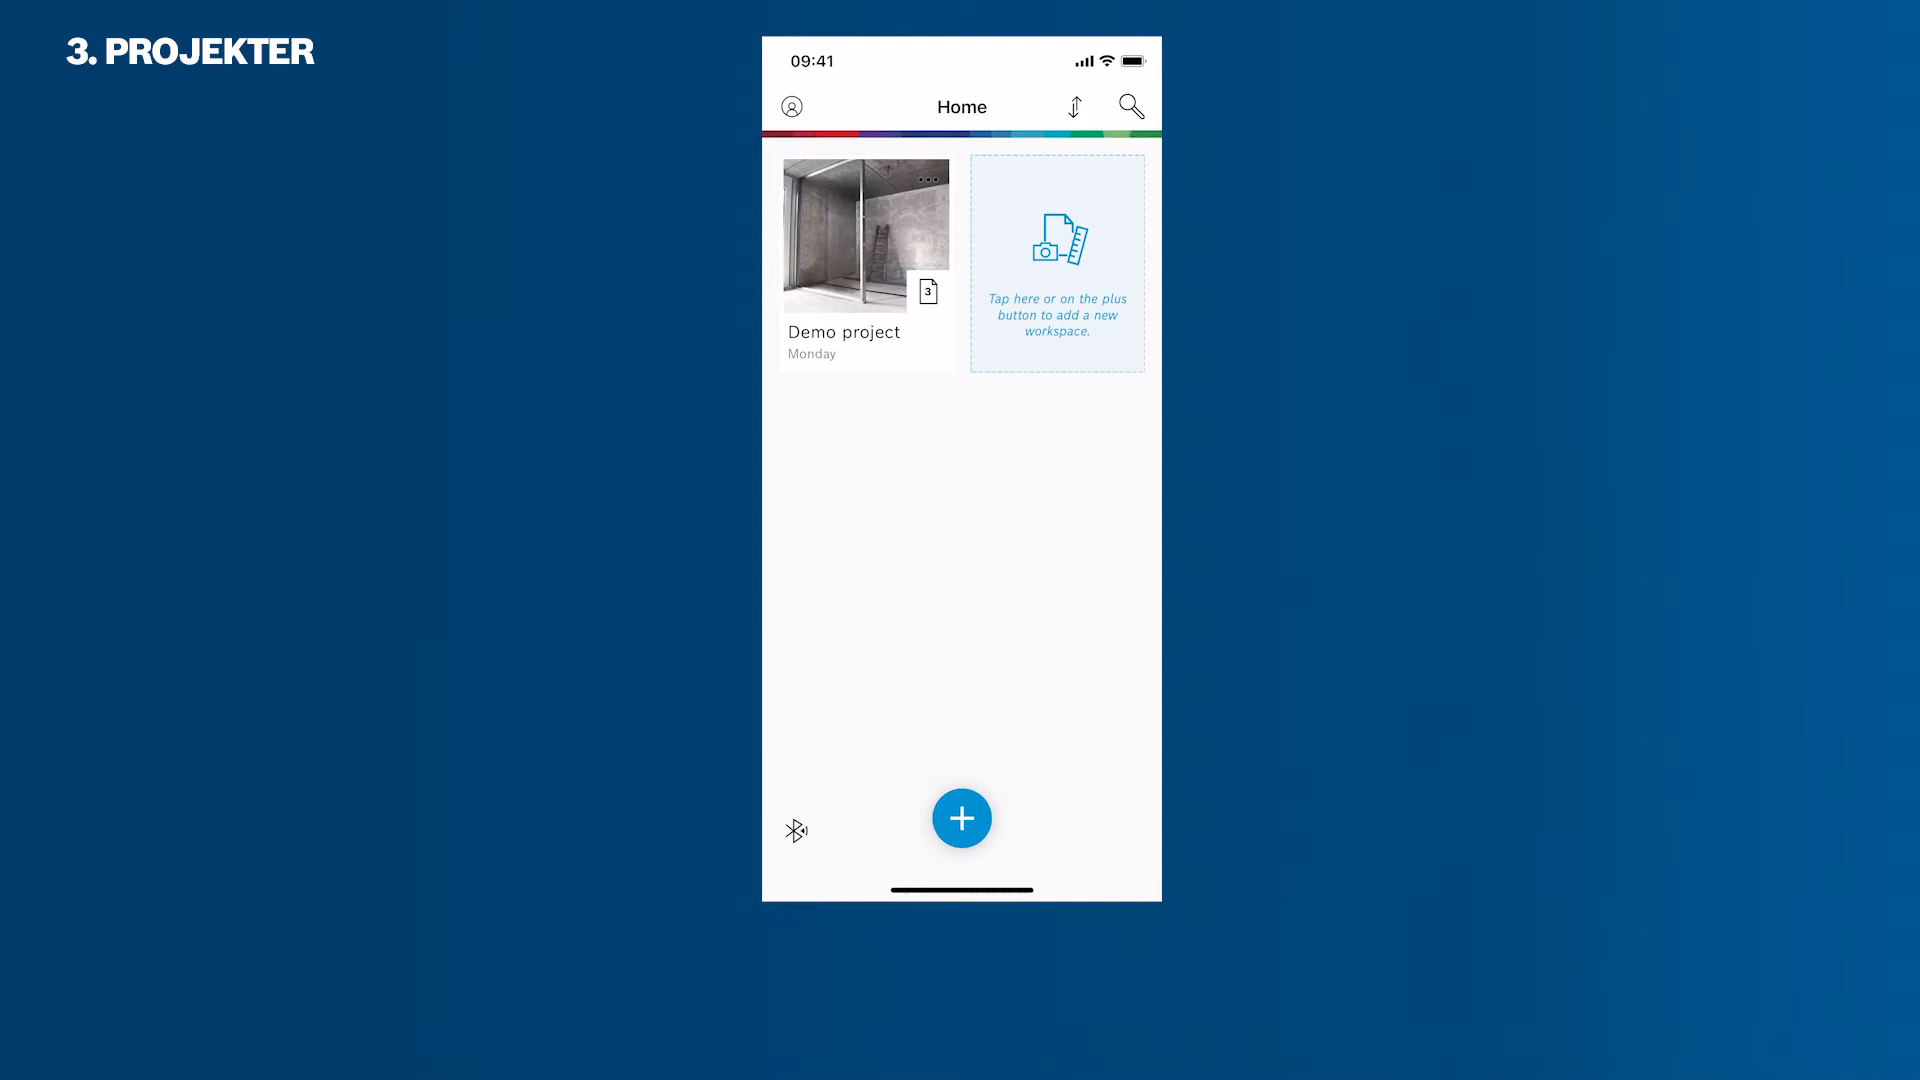 3. PROJEKTER
09:41
Home
3
Demo project
Monday
Tap here or on the plus
button to add a new
workspace.